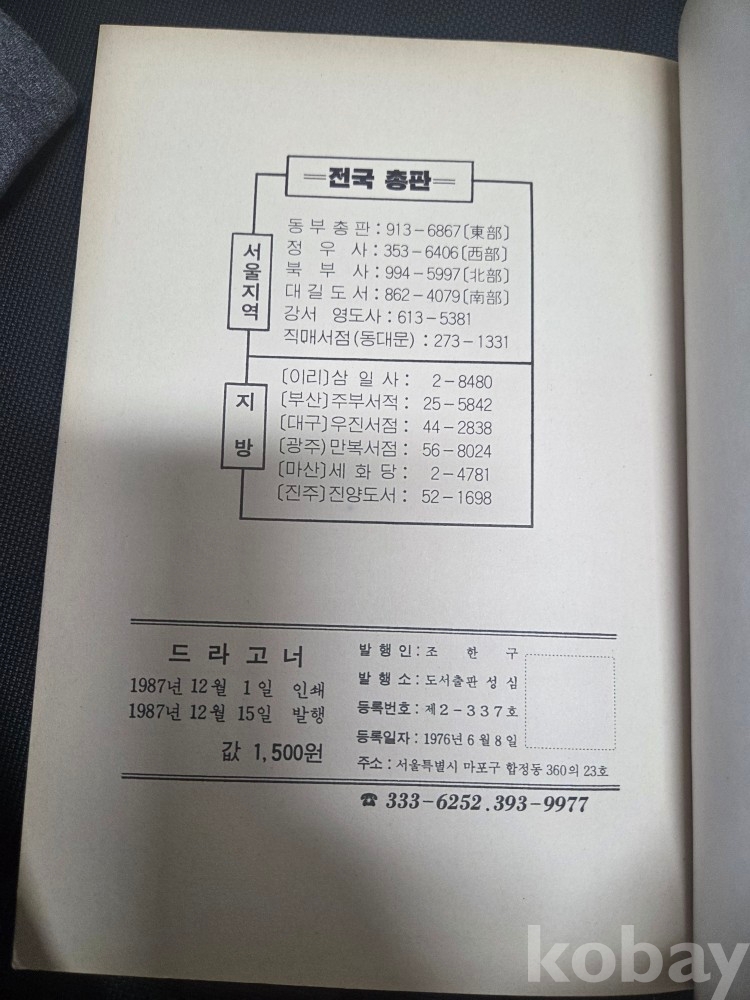 전국 총판
서울지역
동부총판 : 913-6867 [東部]
정우사 : 353-6406 [西部]
북부사 : 994-5997 [北部]
대길도서 : 862-4079 [南部]
강서 영도사 : 613-5381
직매서점(동대문) : 273-1331
지방
[이리] 삼일사 : 2-8480
[부산] 주부서적 : 25-5842
[대구] 우진서점 : 44-2838
[광주) 만복서점 : 56-8024
[마산] 세화당 : 2-4781
[진주] 진양도서 : 52-1698
드라고너
1987년 12월 1일 인쇄
1987년 12월 15일 발행
값 1,500원
발행인 : 조한구
발행소 : 도서출판 성심
등록번호 : 제2-337호
등록일자 : 1976년 6월 8일
주소 : 서울특별시 마포구 합정동 360의 23호
☎ 333-6252.393-9977
kobay